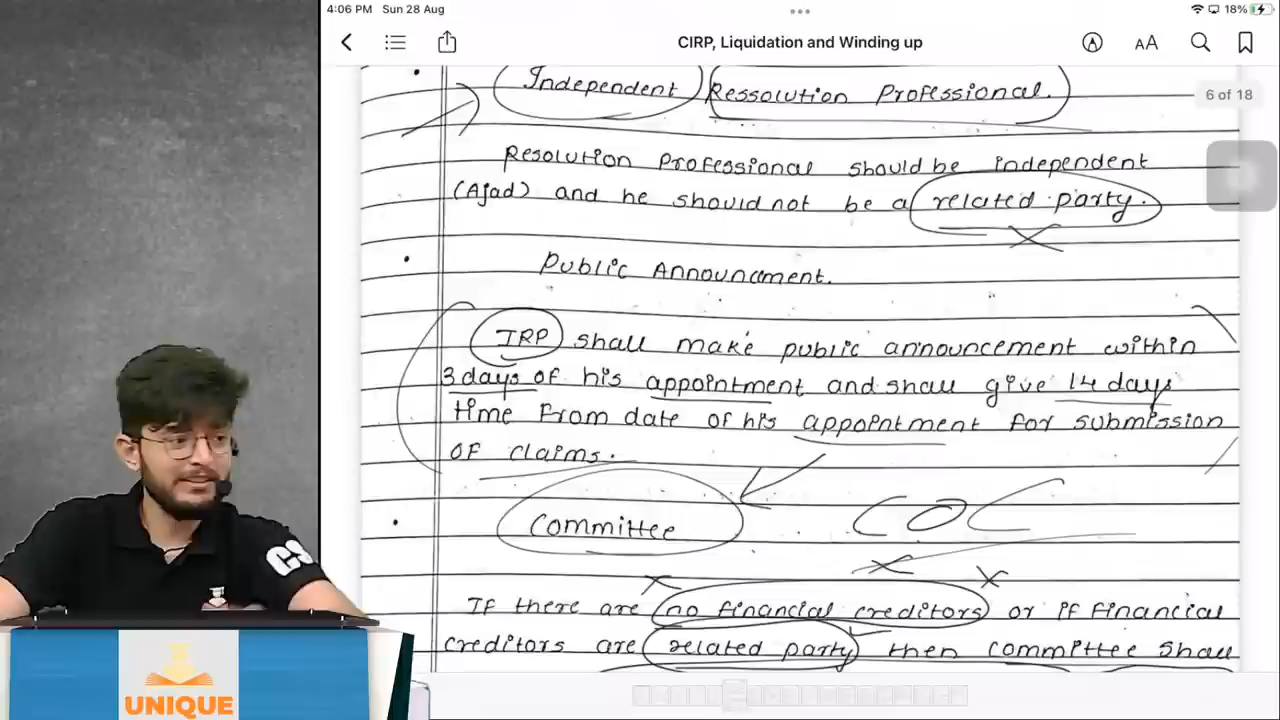 4:06 PM Sun 28 Aug
18%
CIRP, Liquidation and Winding up
AA
6 of 18
Independent Ressolution Professional.
Resolution Professional should be independent
(Ajad) and he should not be a related party.
Public Announcment.
IRP shall make public announcement within
3 days of his appointment and shall give 14 days
time from date of his appointment for submission
of claims.
Committee COC
If there are no financial creditors or if financial
creditors are related party then committee shall
CS
UNIQUE